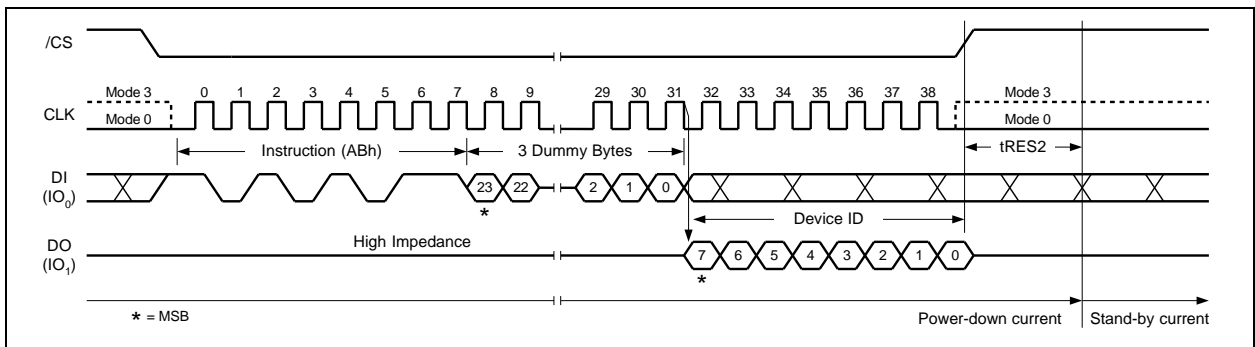 /CS
Mode 3 0 1 2 3 4 5 6 7 8 9 29 30 31 32 33 34 35 36 37 38 Mode 3
CLK
Mode 0 Mode 0
Instruction (ABh) 3 Dummy Bytes tRES2
DI
(IO0)
23 22 2 1 0
*
Device ID
High Impedance
DO
(IO1)
7 6 5 4 3 2 1 0
*
* = MSB
Power-down current Stand-by current